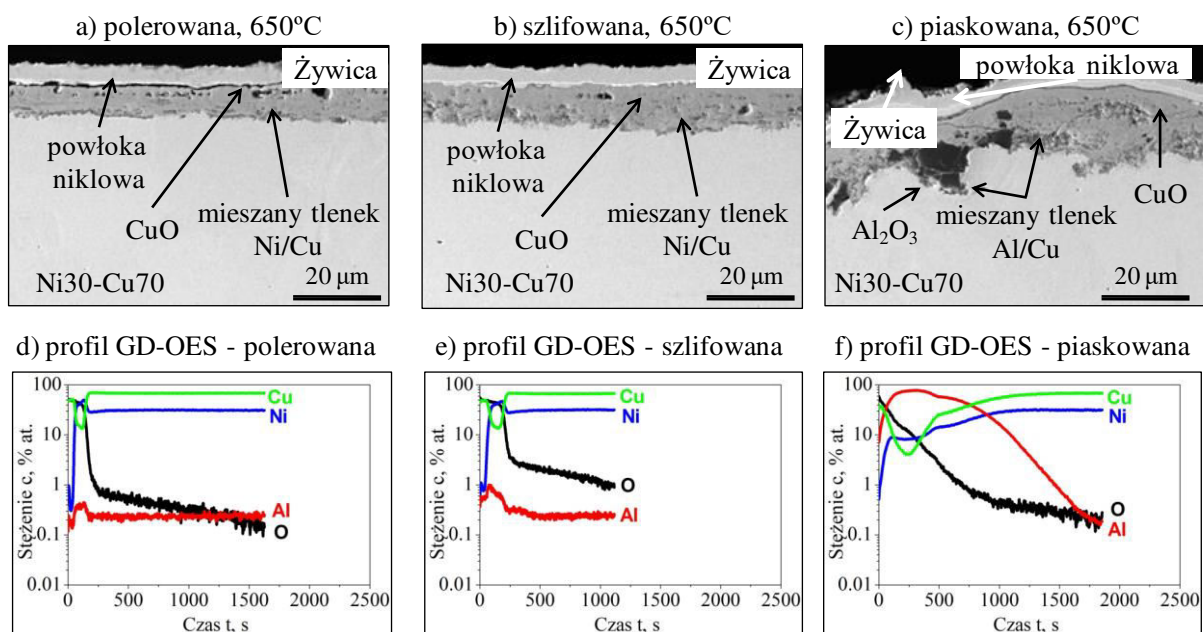 a) polerowana, 650ºC
b) szlifowana, 650ºC
c) piaskowana, 650ºC
Żywica
powłoka
niklowa
CuO
mieszany tlenek
Ni/Cu
Ni30-Cu70
20 μm
Żywica
powłoka
niklowa
CuO
mieszany tlenek
Ni/Cu
Ni30-Cu70
20 μm
powłoka niklowa
Żywica
CuO
Al2O3
mieszany tlenek
Al/Cu
Ni30-Cu70
20 μm
d) profil GD-OES - polerowana
e) profil GD-OES - szlifowana
f) profil GD-OES - piaskowana
Stężenie c, % at.
100
10
1
0.1
0.01
Cu
Ni
Al
O
0 500 1000 1500 2000 2500
Czas t, s
Stężenie c, % at.
100
10
1
0.1
0.01
Cu
Ni
O
Al
0 500 1000 1500 2000 2500
Czas t, s
Stężenie c, % at.
100
10
1
0.1
0.01
Cu
Ni
O
Al
0 500 1000 1500 2000 2500
Czas t, s